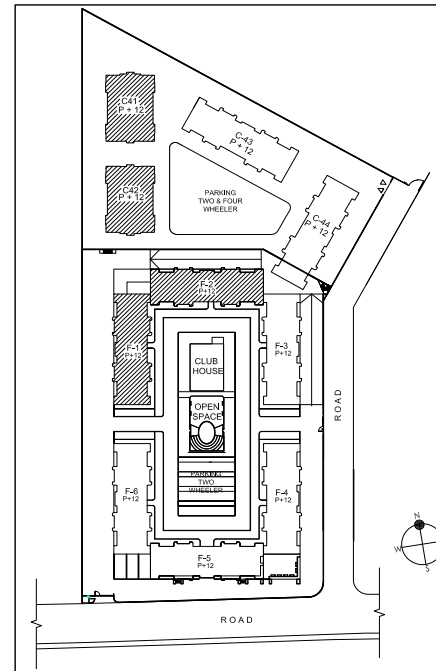 C41
P + 12
C-43
P + 12
C42
P + 12
PARKING
TWO & FOUR
WHEELER
C-44
P + 12
F-2
P+12
F-1
P+12
CLUB
HOUSE
F-3
P+12
OPEN
SPACE
ROAD
PARKING
TWO
WHEELER
F-6
P+12
F-4
P+12
N
W
E
S
F-5
P+12
ROAD